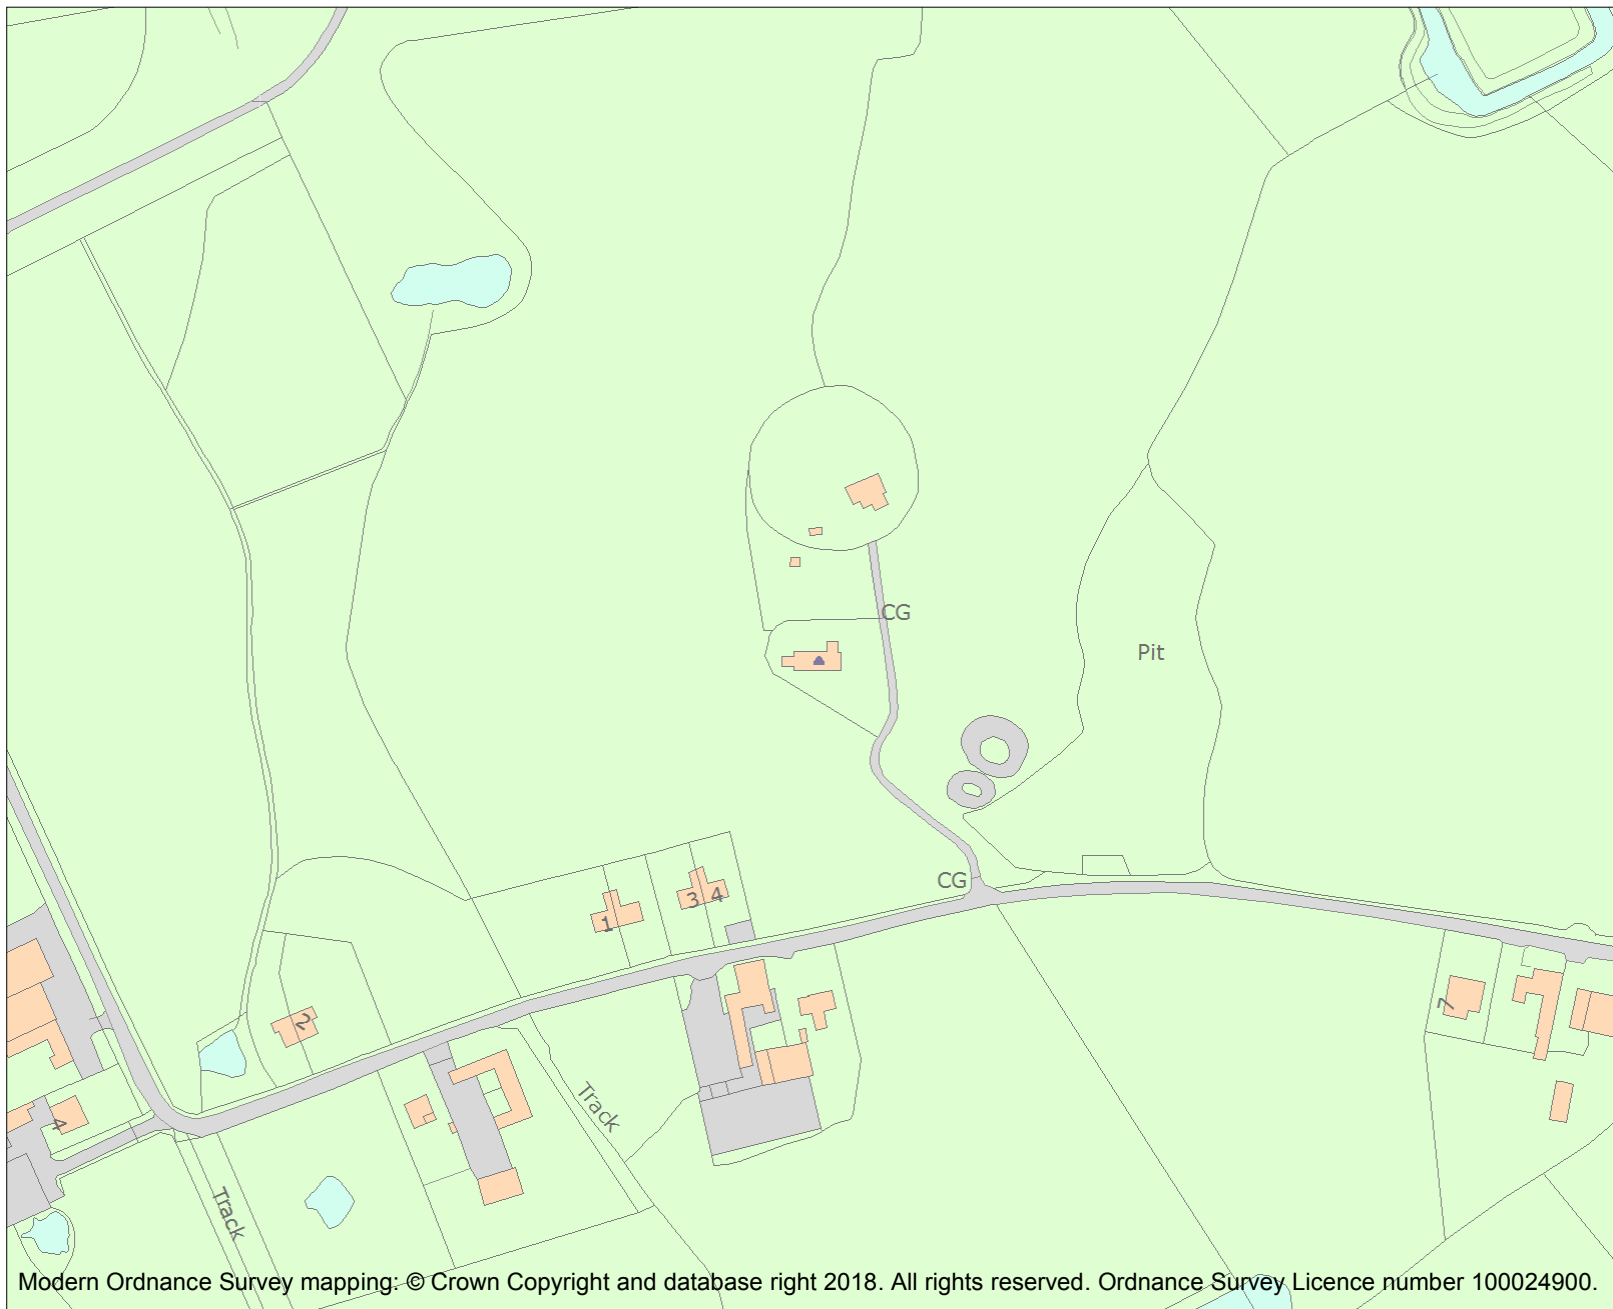 CG
Pit
CG
1
3
4
2
7
4
Track
Track
Modern Ordnance Survey mapping: © Crown Copyright and database right 2018. All rights reserved. Ordnance Survey Licence number 100024900.